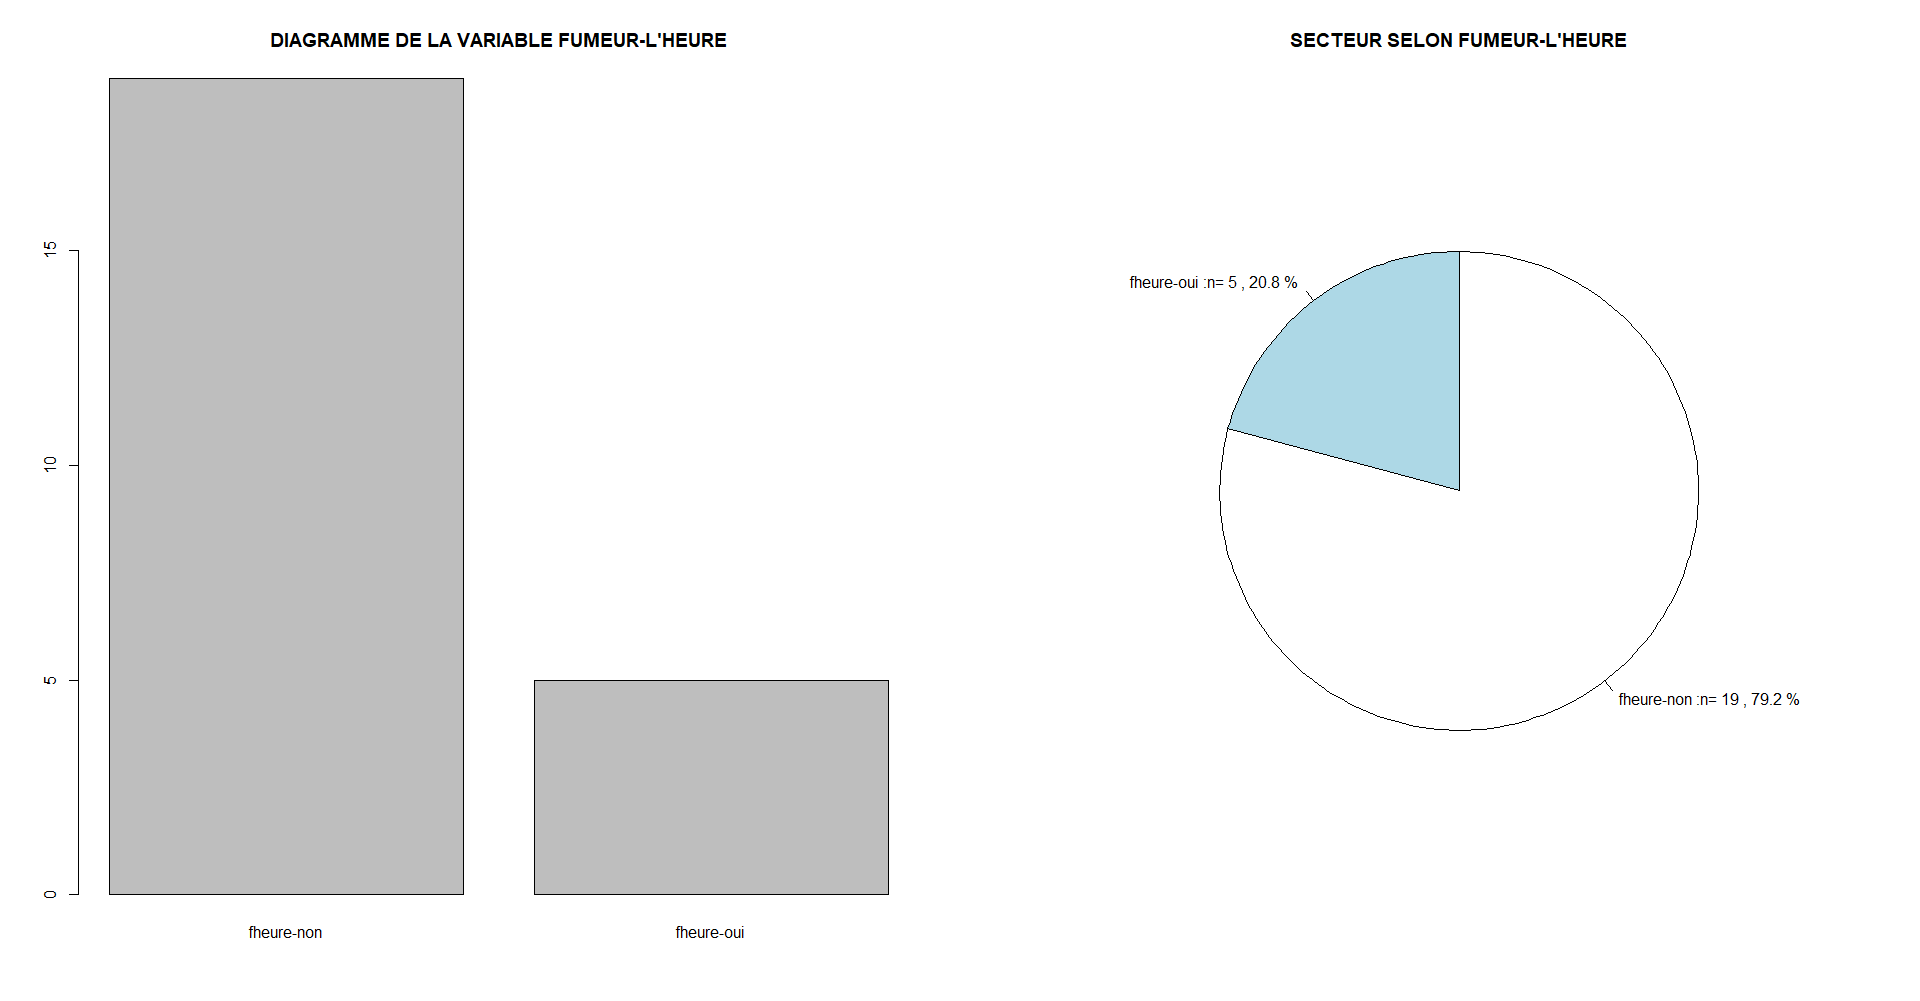 DIAGRAMME DE LA VARIABLE FUMEUR-L'HEURE
15
10
5
0
fheure-non
fheure-oui
SECTEUR SELON FUMEUR-L'HEURE
fheure-oui :n= 5 , 20.8 %
fheure-non :n= 19 , 79.2 %